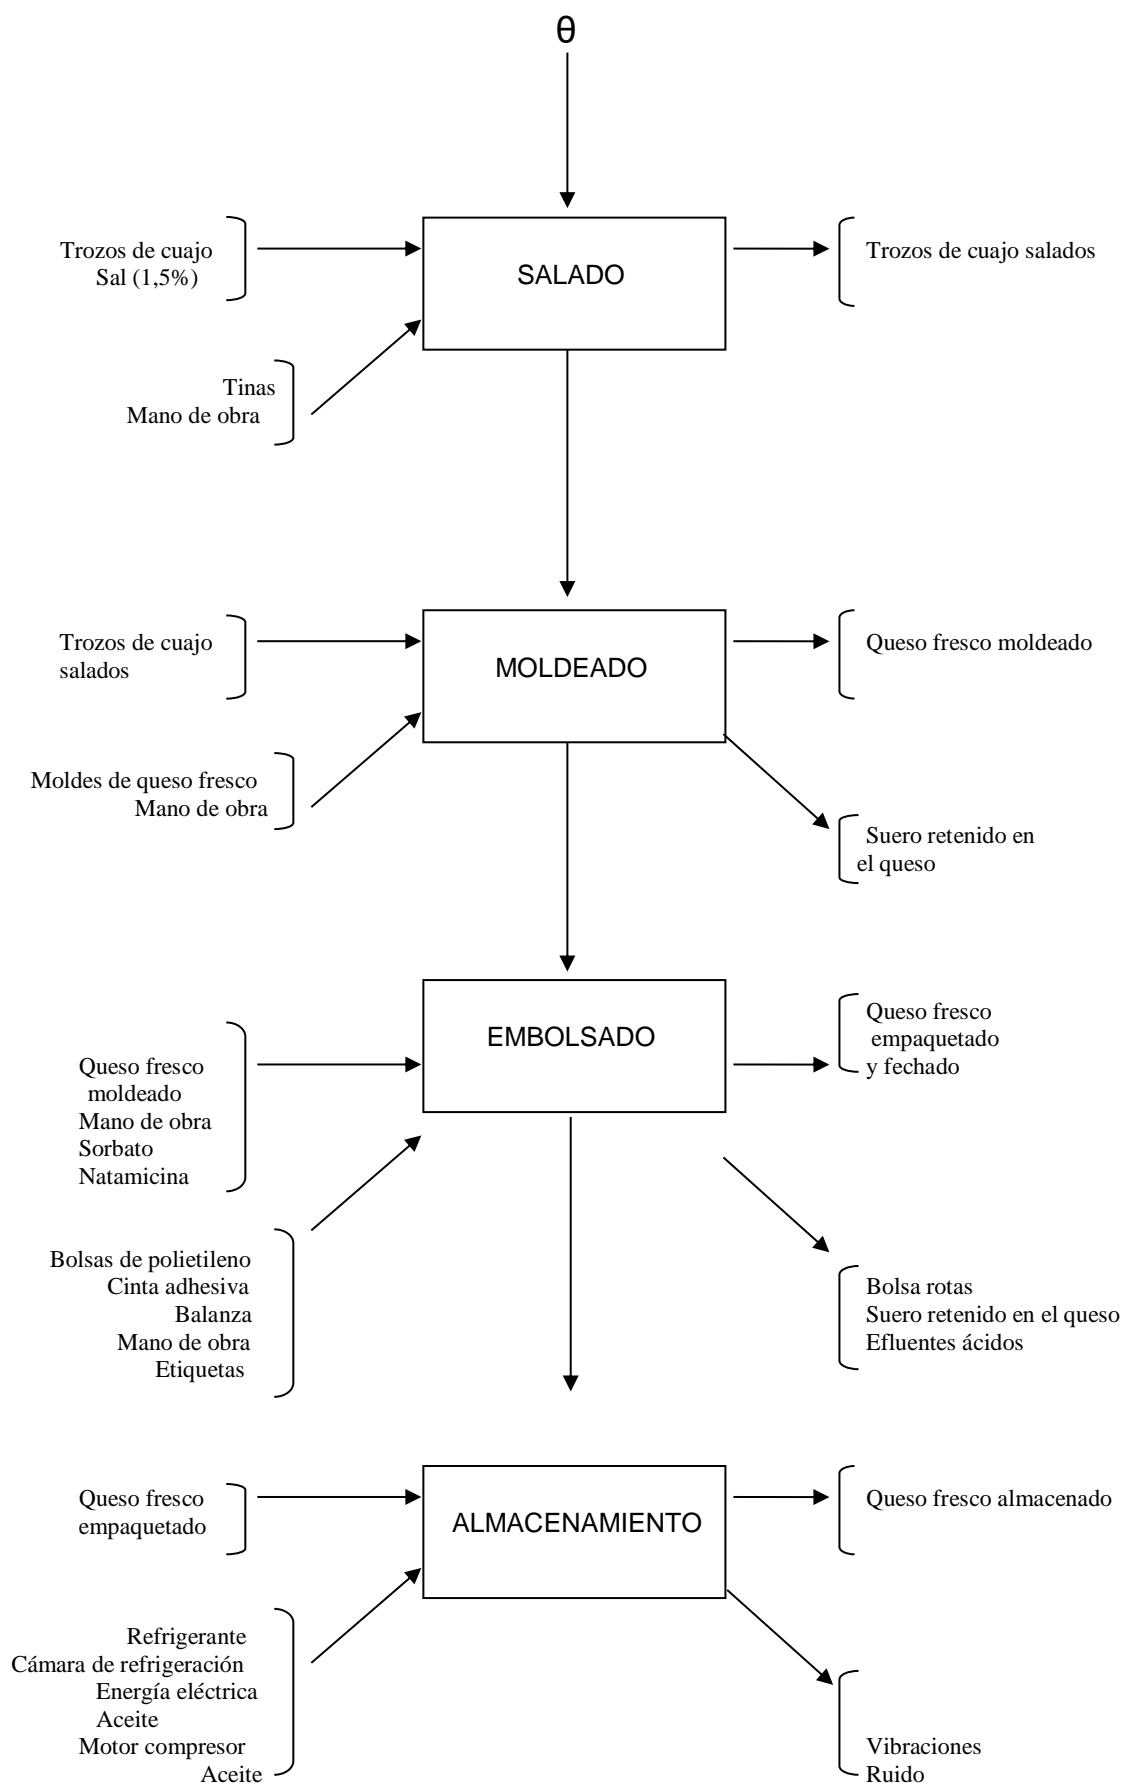 θ
Trozos de cuajo
Sal (1,5%)
SALADO
Trozos de cuajo salados
Tinas
Mano de obra
Trozos de cuajo
salados
MOLDEADO
Queso fresco moldeado
Moldes de queso fresco
Mano de obra
Suero retenido en
el queso
Queso fresco
moldeado
Mano de obra
Sorbato
Natamicina
EMBOLSADO
Queso fresco
empaquetado
y fechado
Bolsas de polietileno
Cinta adhesiva
Balanza
Mano de obra
Etiquetas
Bolsa rotas
Suero retenido en el queso
Efluentes ácidos
Queso fresco
empaquetado
ALMACENAMIENTO
Queso fresco almacenado
Refrigerante
Cámara de refrigeración
Energía eléctrica
Aceite
Motor compresor
Aceite
Vibraciones
Ruido